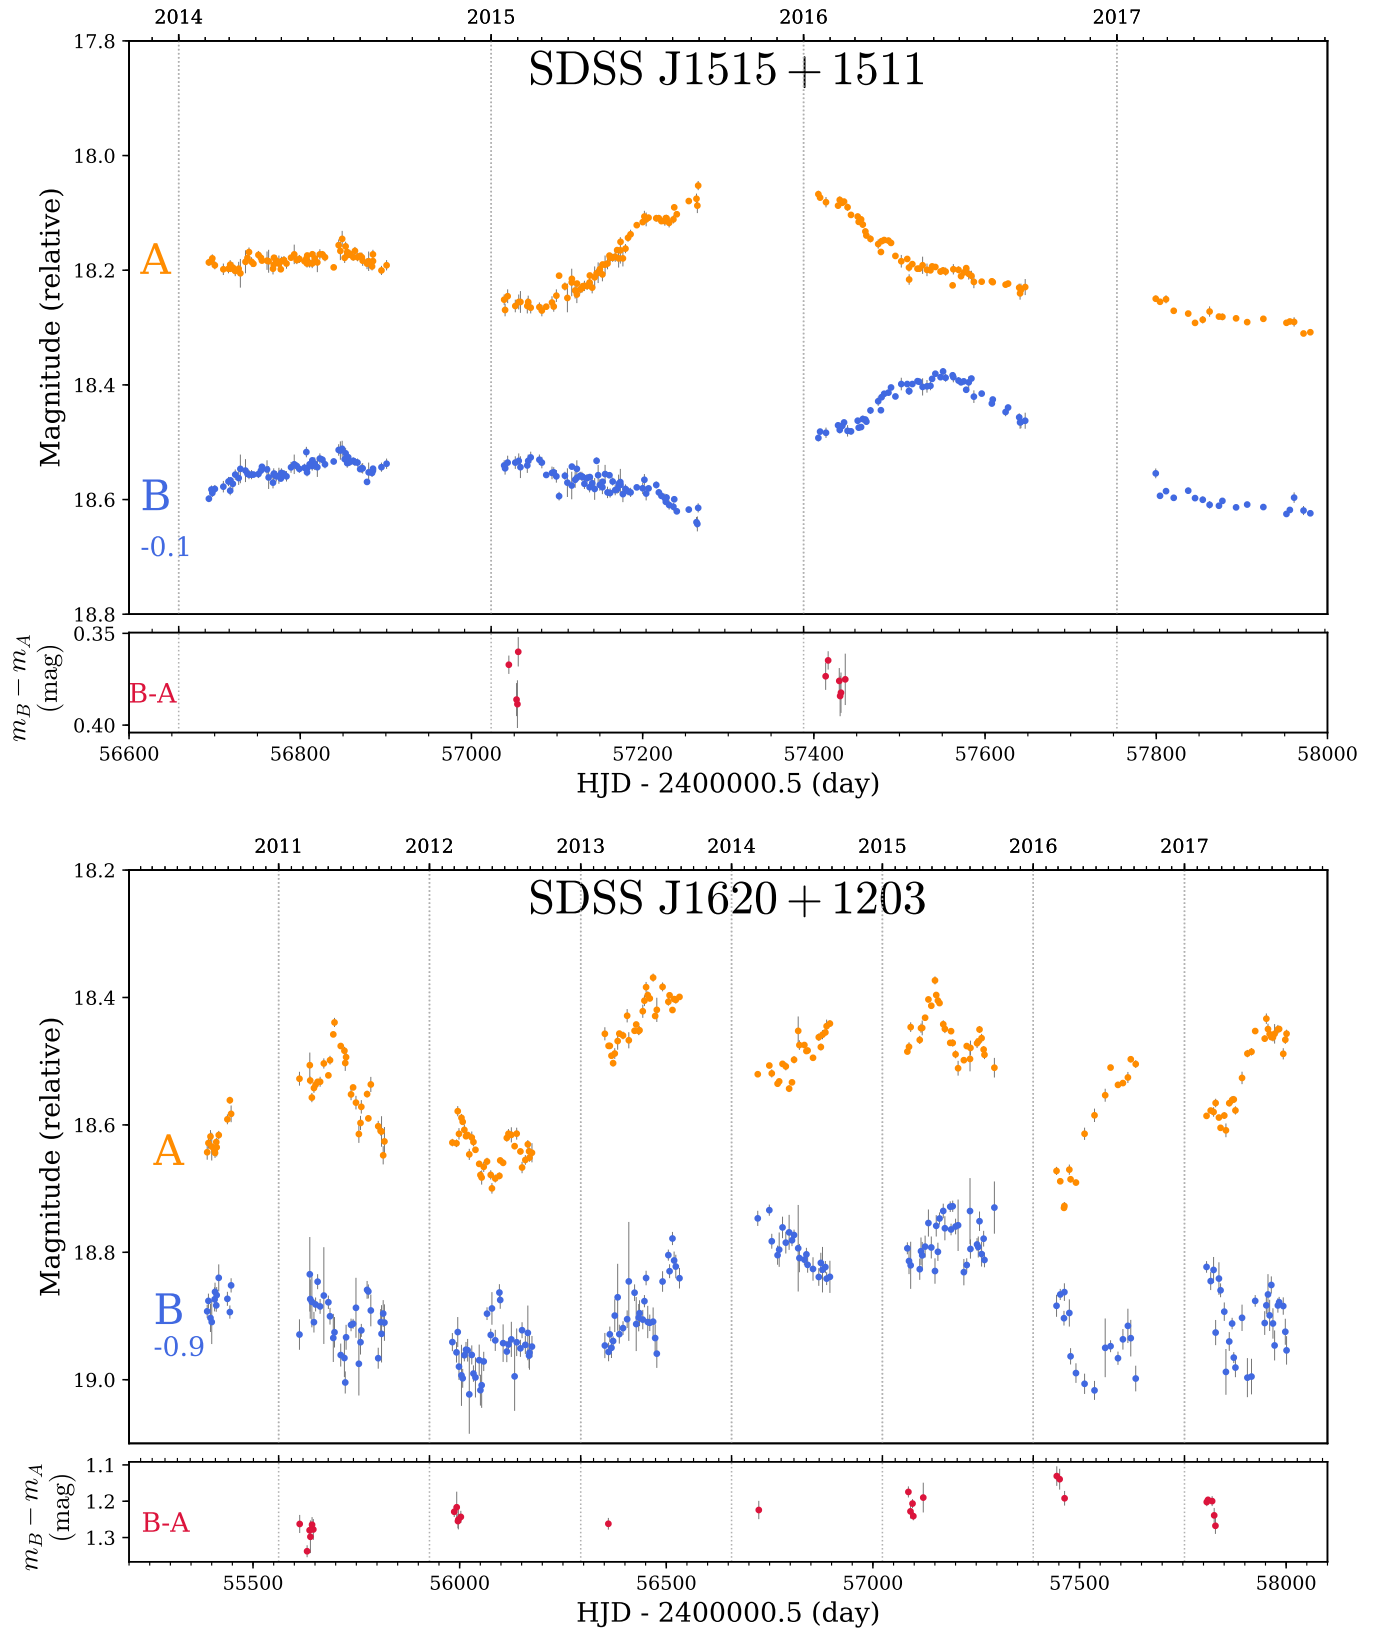 2014 2015 2016 2017
SDSS J1515+1511
17.8
18.0
18.2
18.4
18.6
18.8
Magnitude (relative)
A
B
-0.1
0.35
0.40
m_B − m_A
(mag)
B-A
56600 56800 57000 57200 57400 57600 57800 58000
HJD - 2400000.5 (day)
2011 2012 2013 2014 2015 2016 2017
SDSS J1620+1203
18.2
18.4
18.6
18.8
19.0
Magnitude (relative)
A
B
-0.9
1.1
1.2
1.3
m_B − m_A
(mag)
B-A
55500 56000 56500 57000 57500 58000
HJD - 2400000.5 (day)